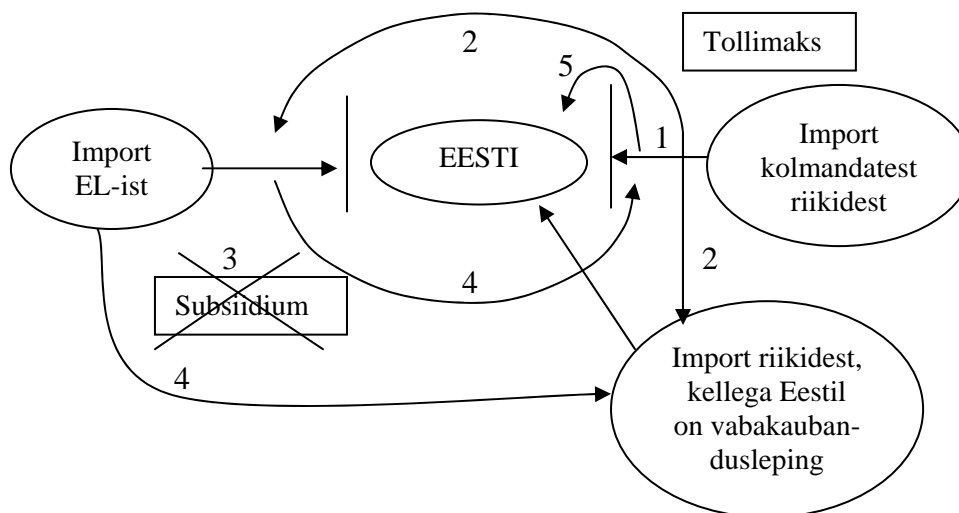 2
Tollimaks
5
Import
EL-ist
EESTI
1
Import
kolmandatest
riikidest
3
Subsiidium
4
2
4
Import riikidest,
kellega Eestil
on vabakauban-
dusleping